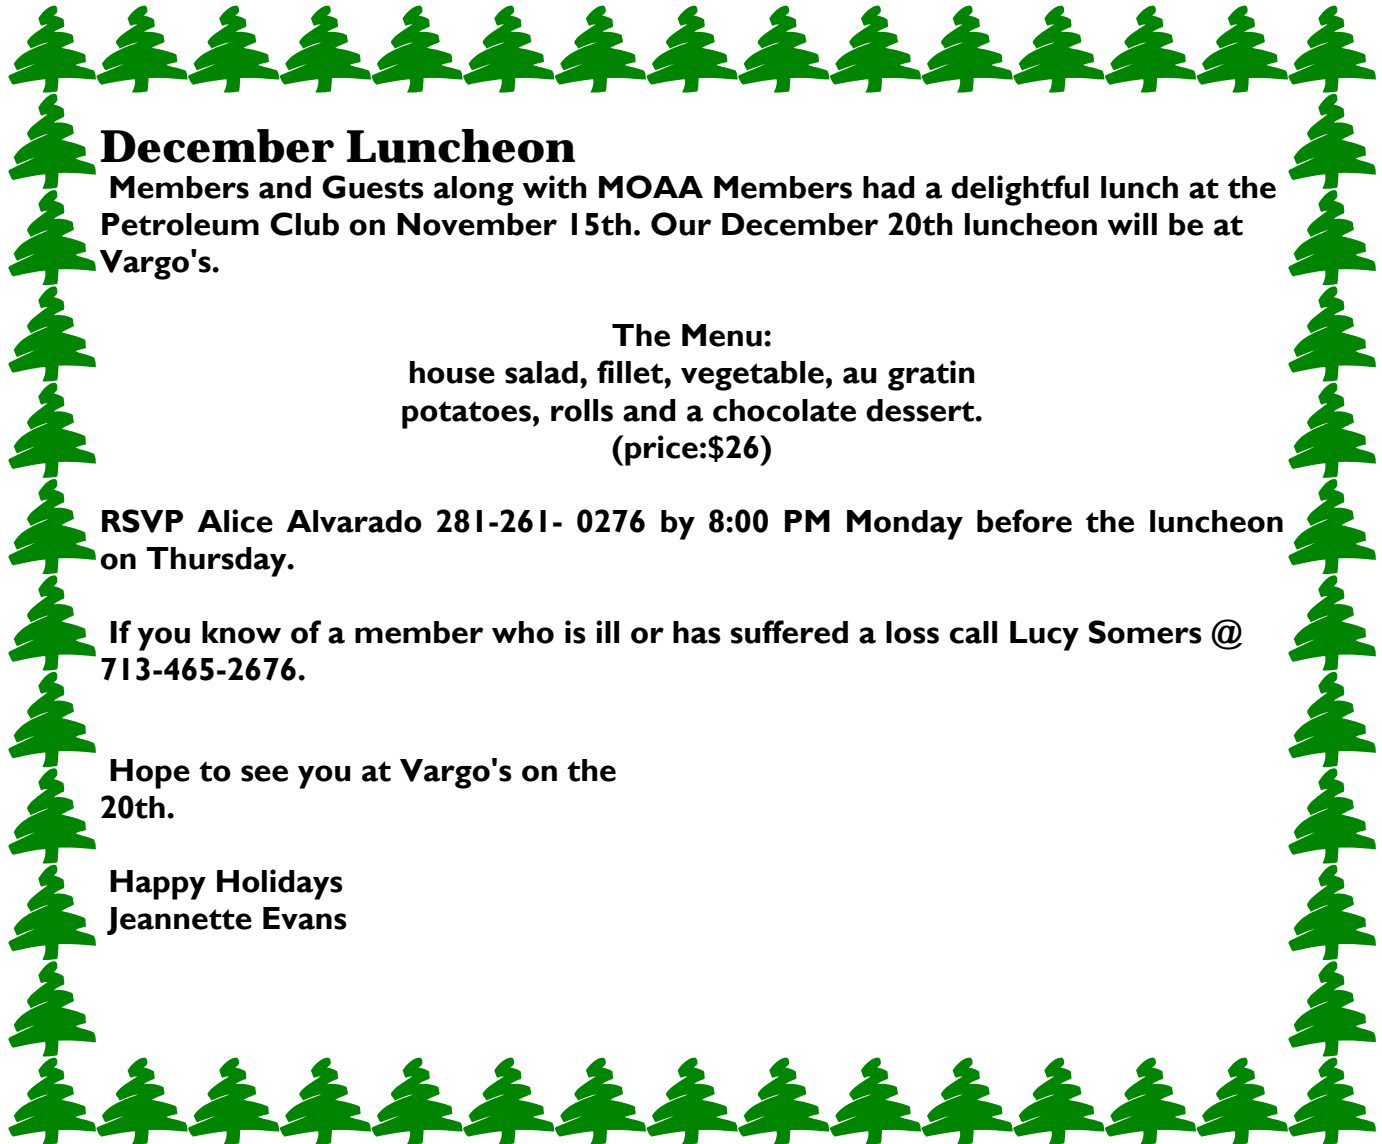 December Luncheon
Members and Guests along with MOAA Members had a delightful lunch at the
Petroleum Club on November 15th. Our December 20th luncheon will be at
Vargo's.
The Menu:
house salad, fillet, vegetable, au gratin
potatoes, rolls and a chocolate dessert.
(price:$26)
RSVP Alice Alvarado 281-261- 0276 by 8:00 PM Monday before the luncheon
on Thursday.
If you know of a member who is ill or has suffered a loss call Lucy Somers @
713-465-2676.
Hope to see you at Vargo's on the
20th.
Happy Holidays
Jeannette Evans